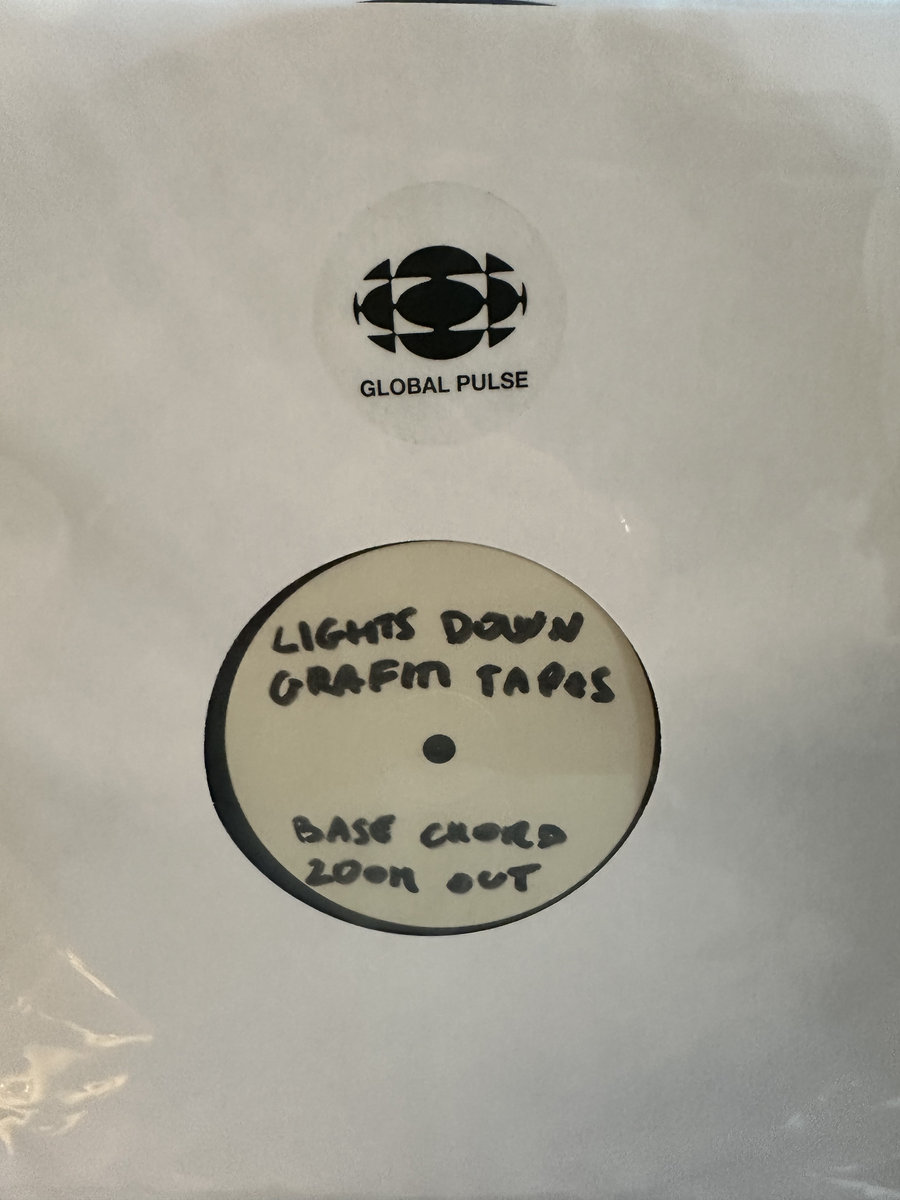 GLOBAL PULSE
LIGHTS DOWN
GRAFITI TAPES
BASE CHORD
ZOOM OUT